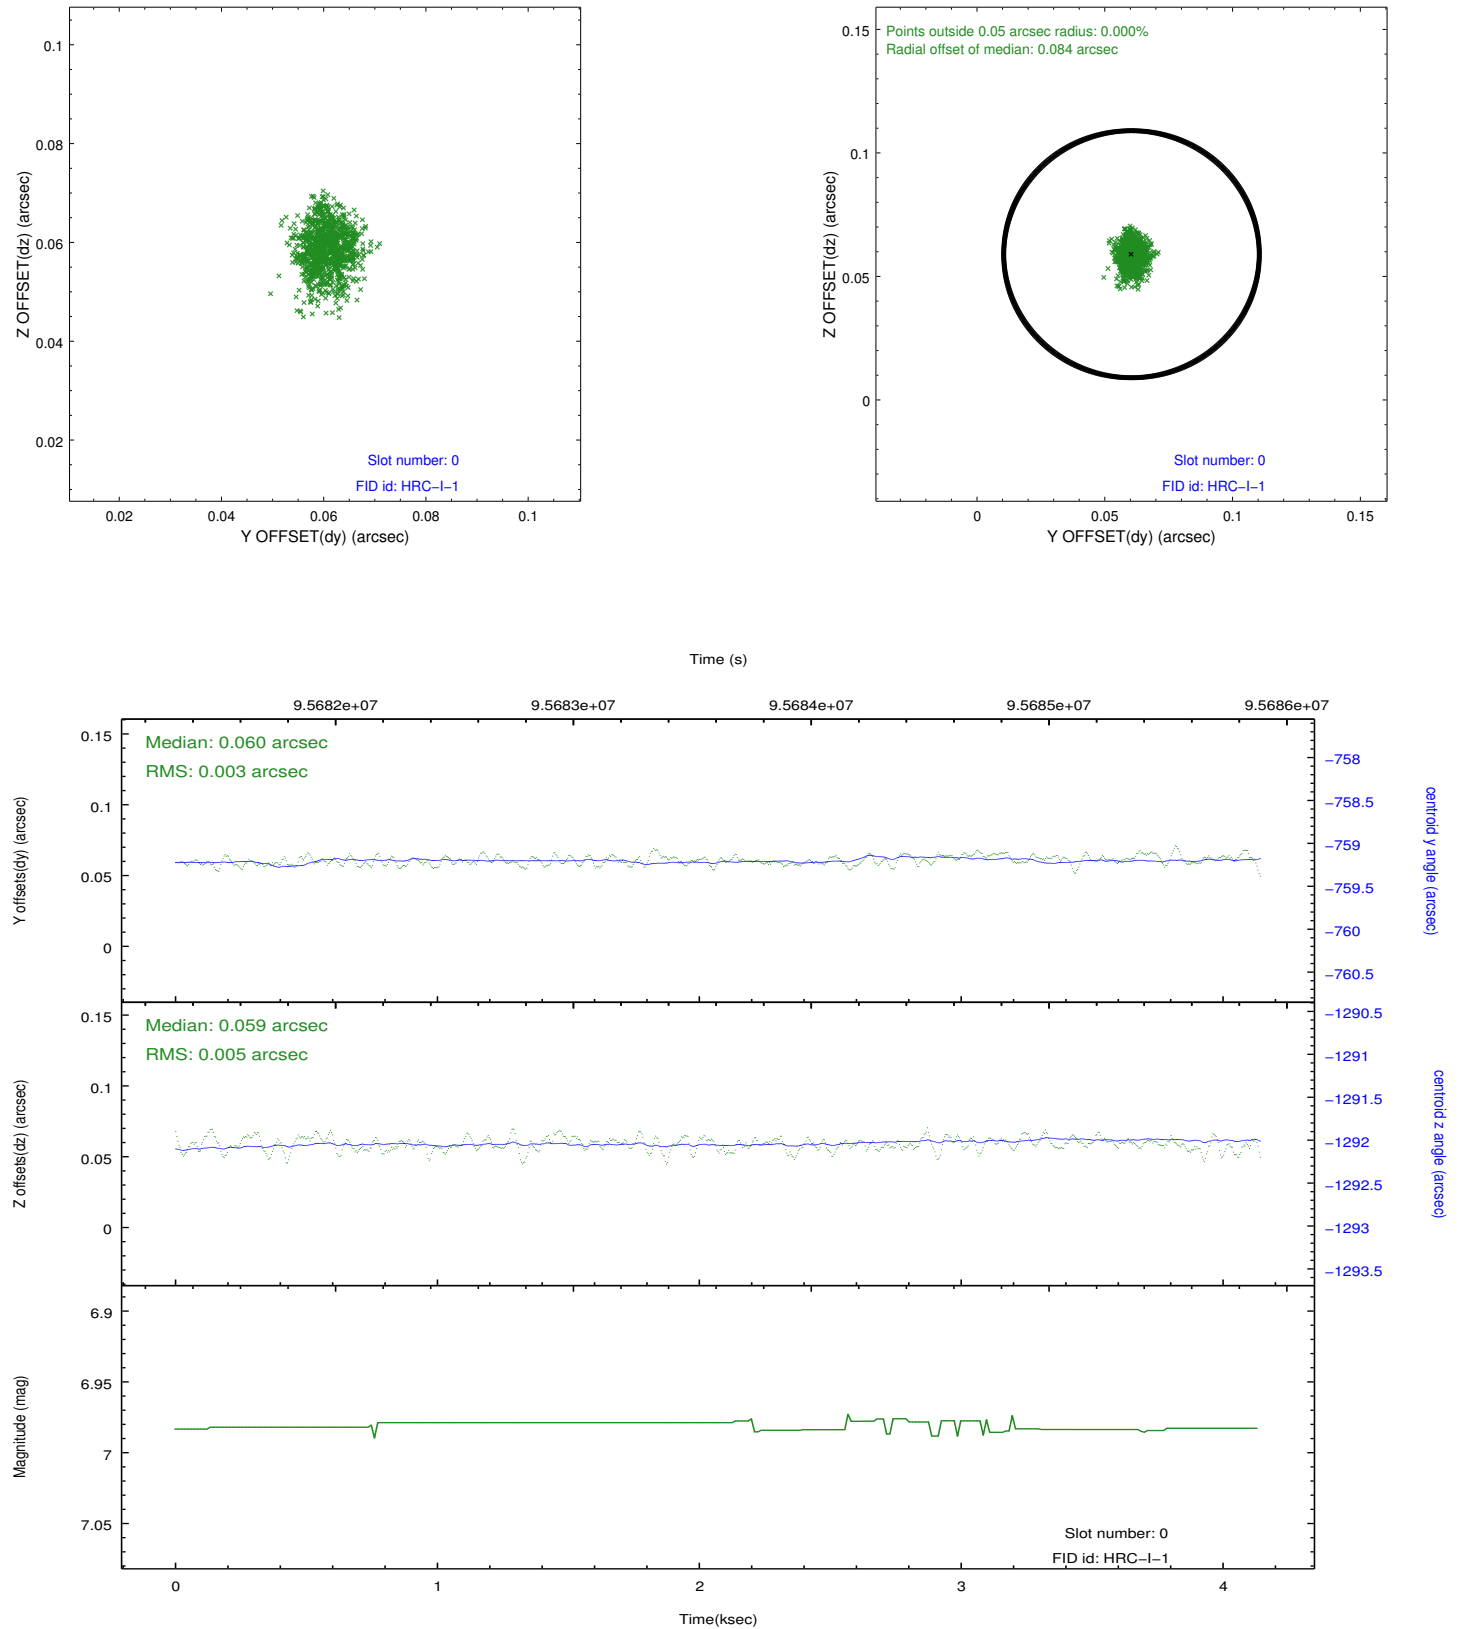 0.1
0.08
0.06
0.04
0.02
Z OFFSET(dz) (arcsec)
Slot number: 0
FID id: HRC−I−1
0.02 0.04 0.06 0.08 0.1
Y OFFSET(dy) (arcsec)
Points outside 0.05 arcsec radius: 0.000%
Radial offset of median: 0.084 arcsec
0.15
0.1
0.05
0
Z OFFSET(dz) (arcsec)
Slot number: 0
FID id: HRC−I−1
0 0.05 0.1 0.15
Y OFFSET(dy) (arcsec)
Time (s)
9.5682e+07 9.5683e+07 9.5684e+07 9.5685e+07 9.5686e+07
Median: 0.060 arcsec
RMS: 0.003 arcsec
0.15
0.1
0.05
0
Y offsets(dy) (arcsec)
−758
−758.5
−759
−759.5
−760
−760.5
centroid y angle (arcsec)
Median: 0.059 arcsec
RMS: 0.005 arcsec
0.15
0.1
0.05
0
Z offsets(dz) (arcsec)
−1290.5
−1291
−1291.5
−1292
−1292.5
−1293
−1293.5
centroid z angle (arcsec)
6.9
6.95
7
7.05
Magnitude (mag)
Slot number: 0
FID id: HRC−I−1
0 1 2 3 4
Time(ksec)